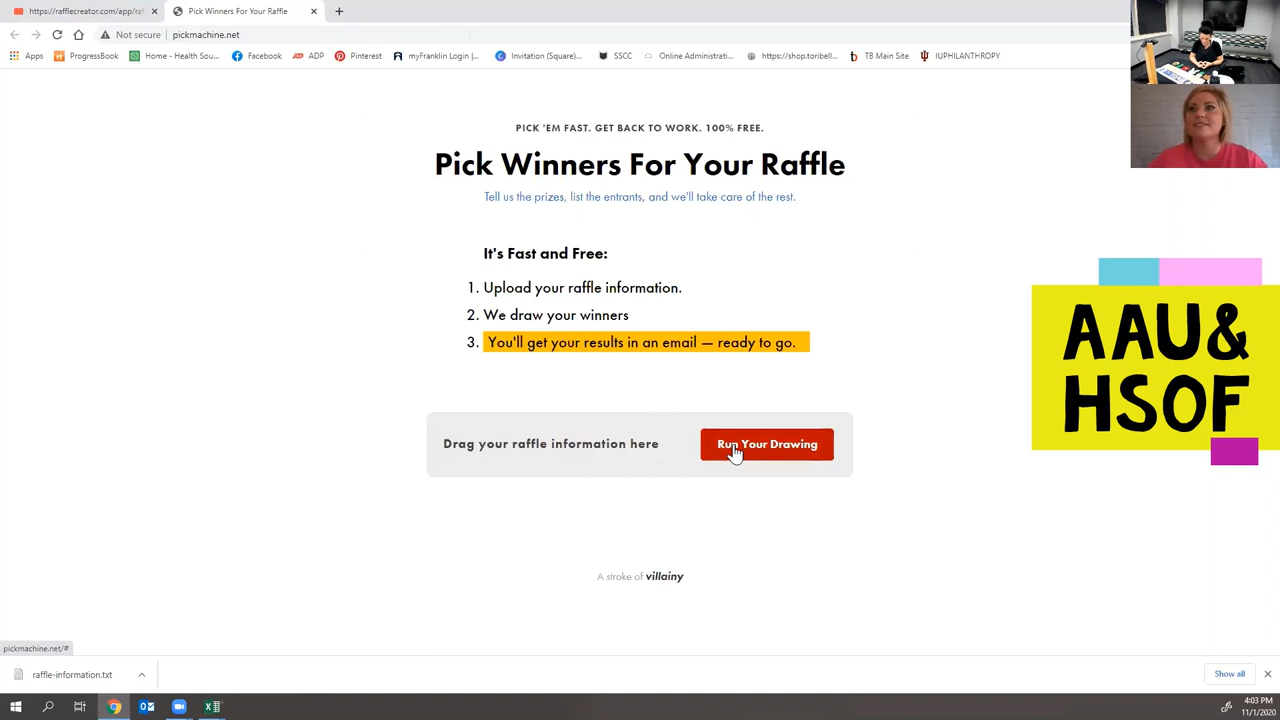 https://rafflecreator.com/app/raf
Pick Winners For Your Raffle
Not secure
pickmachine.net
Apps
ProgressBook
Home - Health Sou...
Facebook
ADP
Pinterest
myFranklin Login |...
Invitation (Square)...
SSCC
Online Administrati...
https://shop.toribell...
TB Main Site
IUPHILANTHROPY
PICK 'EM FAST. GET BACK TO WORK. 100% FREE.
Pick Winners For Your Raffle
Tell us the prizes, list the entrants, and we'll take care of the rest.
It's Fast and Free:
1. Upload your raffle information.
2. We draw your winners
3. You'll get your results in an email — ready to go.
AAU&
HSOF
Drag your raffle information here
Run Your Drawing
A stroke of villainy
pickmachine.net/#
raffle-information.txt
Show all
4:03 PM
11/1/2020